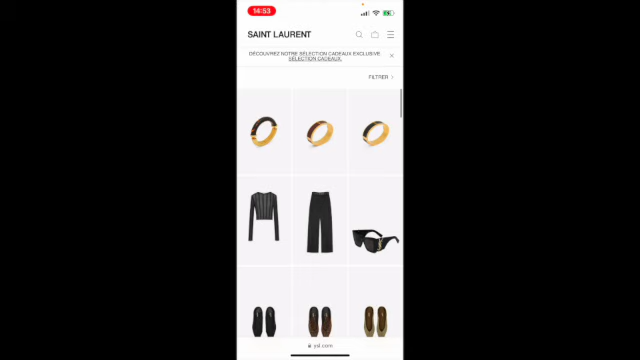 14:53
SAINT LAURENT
DÉCOUVREZ NOTRE SÉLECTION CADEAUX EXCLUSIVE.
SÉLECTION CADEAUX.
FILTRER
ysl.com